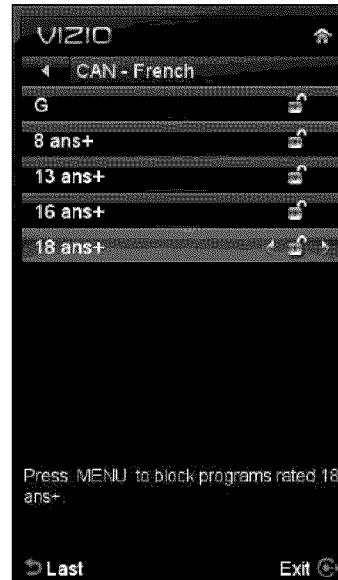 VIZIO
CAN - French
G
8 ans+
13 ans+
16 ans+
18 ans+
Press MENU to block programs rated 18
ans+.
Last Exit